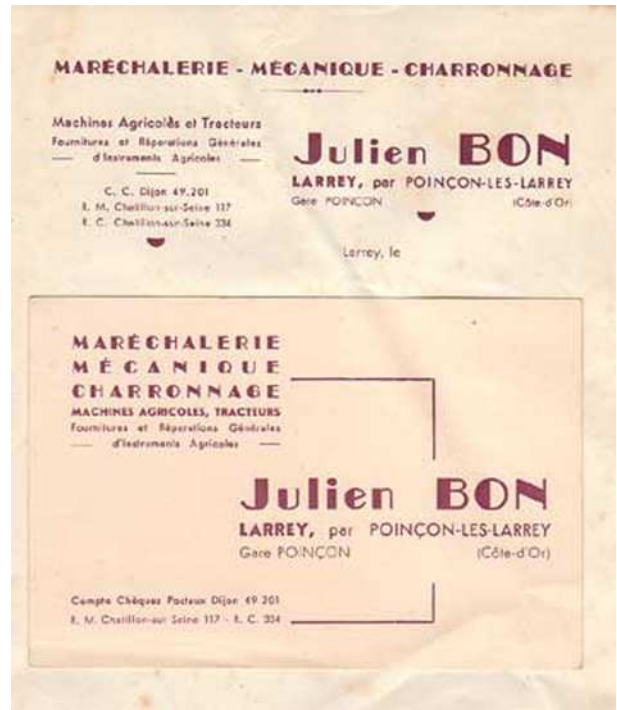 MARÉCHALERIE - MÉCANIQUE - CHARRONNAGE
Machines Agricoles et Tracteurs
Fournitures et Réparations Générales
d'Instruments Agricoles
C. C. Dijon 49.201
R. M. Chatillon-sur-Seine 117
R. C. Chatillon-sur-Seine 334
Julien BON
LARREY, par POINÇON-LES-LARREY
Gare POINÇON (Côte-d'Or)
Larrey, le
MARÉCHALERIE
MÉCANIQUE
CHARRONNAGE
MACHINES AGRICOLES, TRACTEURS
Fournitures et Réparations Générales
d'Instruments Agricoles
Julien BON
LARREY, par POINÇON-LES-LARREY
Gare POINÇON (Côte-d'Or)
Compte Chèques Postaux Dijon 49 201
R. M. Chatillon-sur Seine 117 - R. C. 334